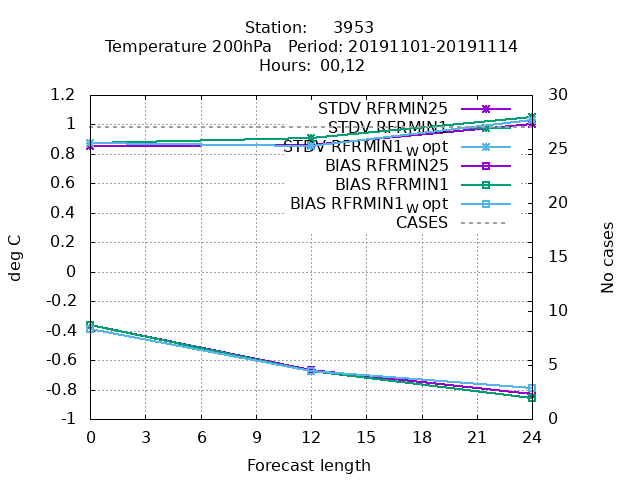 Station: 3953
Temperature 200hPa Period: 20191101-20191114
Hours: 00,12
1.2
1
0.8
0.6
0.4
0.2
0
-0.2
-0.4
-0.6
-0.8
-1
deg C
STDV RFRMIN25
STDV RFRMIN1
STDV RFRMIN1w opt
BIAS RFRMIN25
BIAS RFRMIN1
BIAS RFRMIN1w opt
CASES
30
25
20
15
10
5
0
No cases
0 3 6 9 12 15 18 21 24
Forecast length